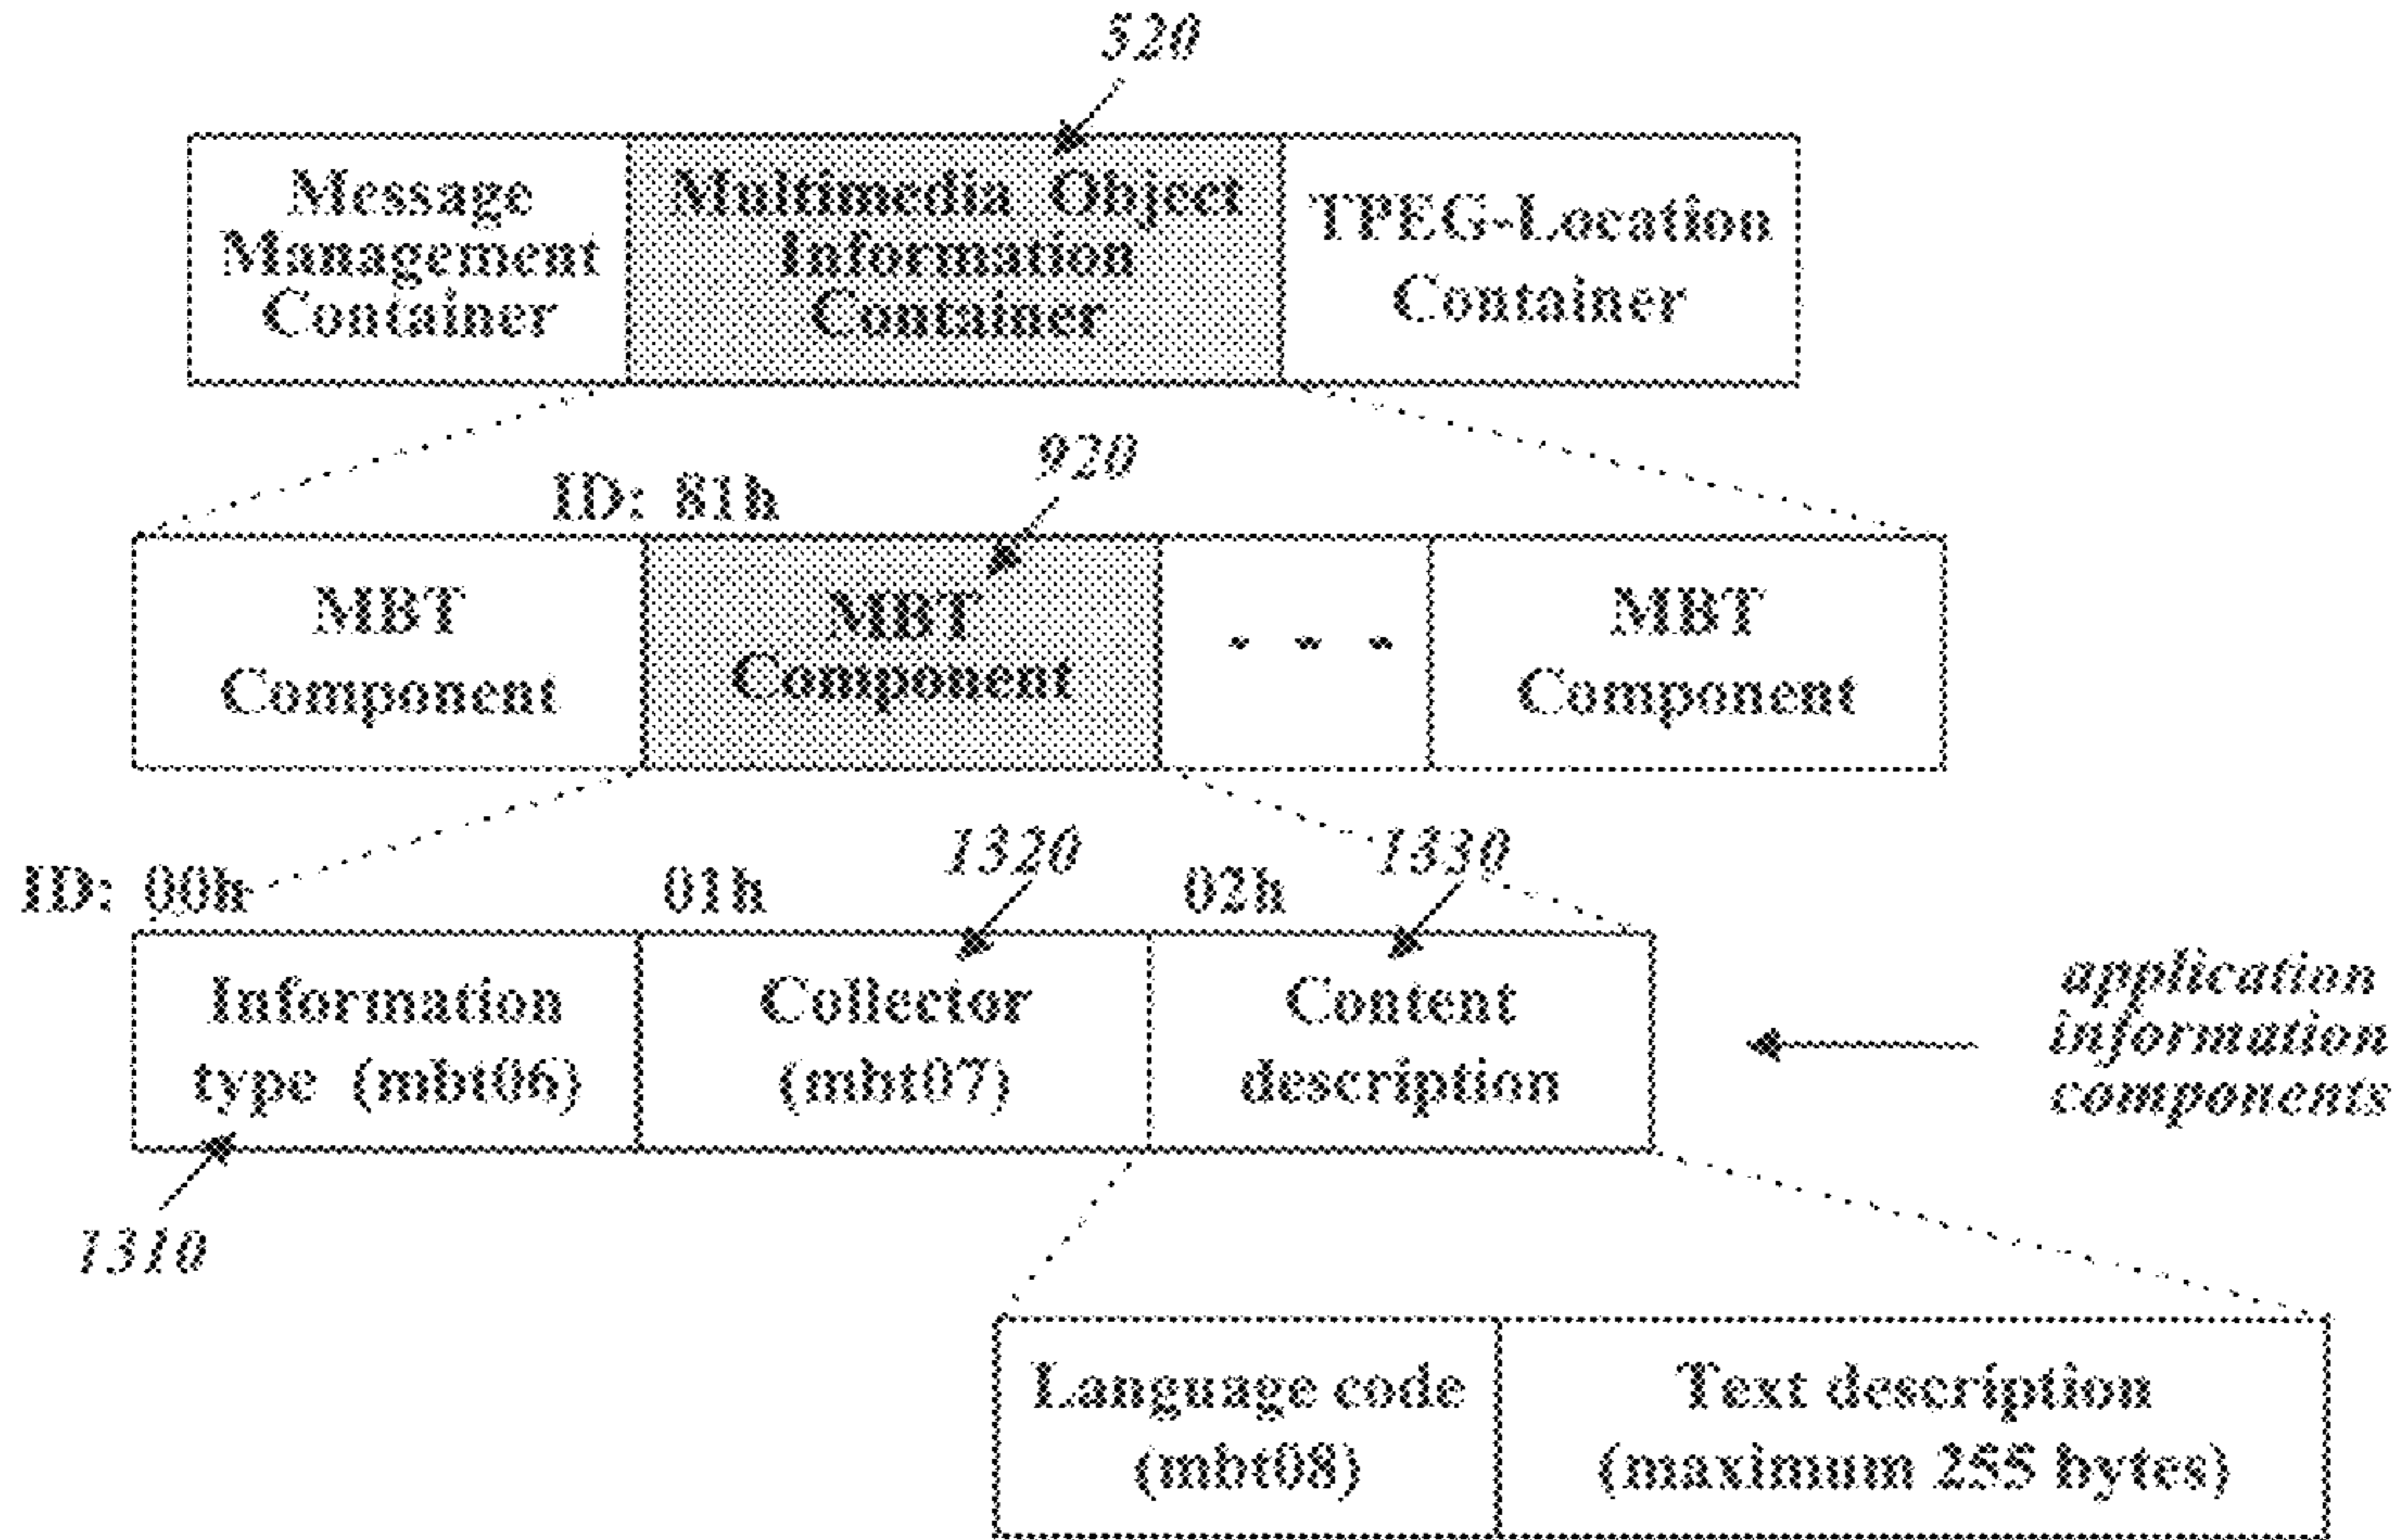 520
Message
Management
Container
Multimedia Object
Information
Container
TPEG-Location
Container
920
ID: 81h
MBT
Component
MBT
Component
. . .
MBT
Component
1320
1330
ID: 00h
01h
02h
Information
type (mbt06)
Collector
(mbt07)
Content
description
application
information
components
1310
Language code
(mbt08)
Text description
(maximum 255 bytes)